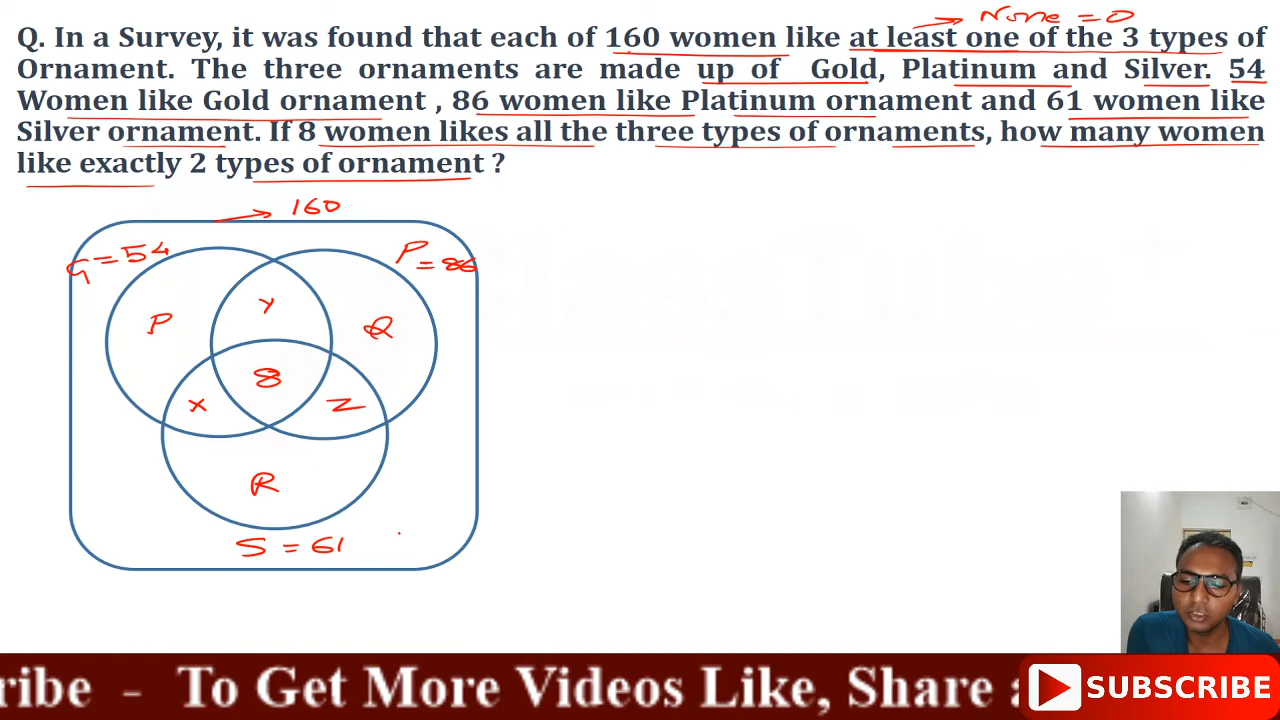 None = 0
Q. In a Survey, it was found that each of 160 women like at least one of the 3 types of
Ornament. The three ornaments are made up of Gold, Platinum and Silver. 54
Women like Gold ornament , 86 women like Platinum ornament and 61 women like
Silver ornament. If 8 women likes all the three types of ornaments, how many women
like exactly 2 types of ornament ?
160
G = 54
P
= 86
Y
P
Q
8
X
Z
R
S = 61
ribe - To Get More Videos Like, Share a
SUBSCRIBE